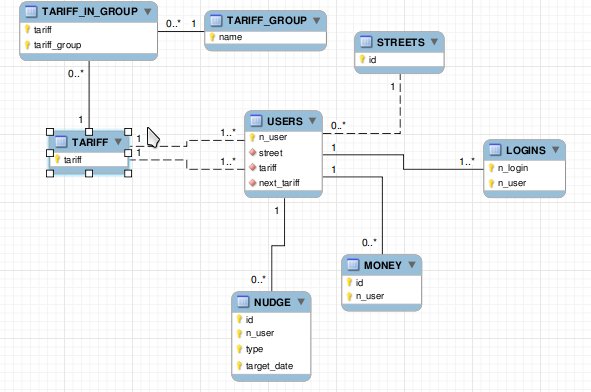 TARIFF_IN_GROUP
tariff
tariff_group
0..*
1
TARIFF_GROUP
name
STREETS
id
0..*
1
1
0..*
TARIFF
tariff
1
1
1..*
1..*
USERS
n_user
street
tariff
next_tariff
1
1
1..*
LOGINS
n_login
n_user
1
0..*
0..*
MONEY
id
n_user
NUDGE
id
n_user
type
target_date